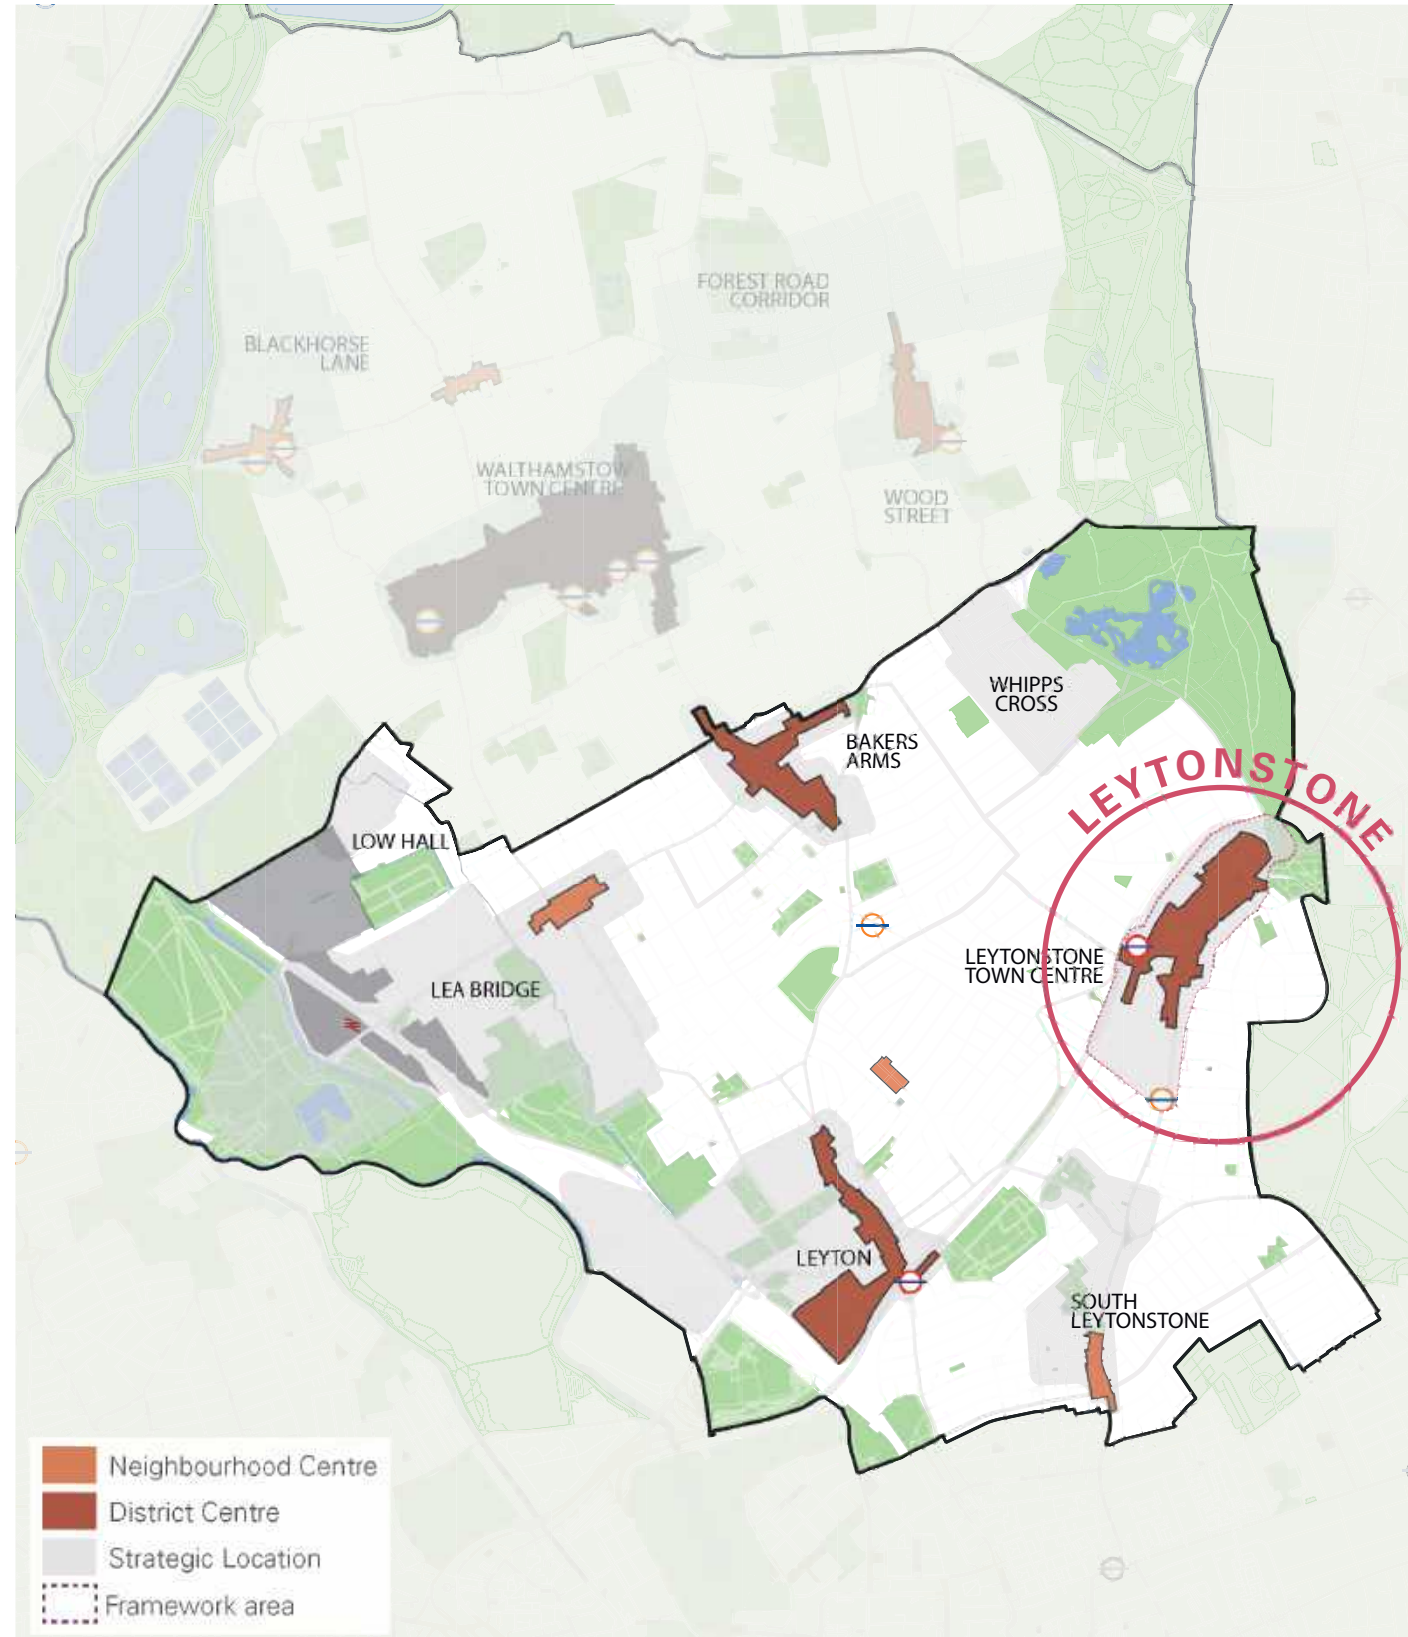 FOREST ROAD
CORRIDOR
BLACKHORSE
LANE
WALTHAMSTOW
TOWN CENTRE
WOOD
STREET
WHIPPS
CROSS
BAKERS
ARMS
LEYTONSTONE
LOW HALL
LEYTONSTONE
TOWN CENTRE
LEA BRIDGE
LEYTON
SOUTH
LEYTONSTONE
Neighbourhood Centre
District Centre
Strategic Location
Framework area